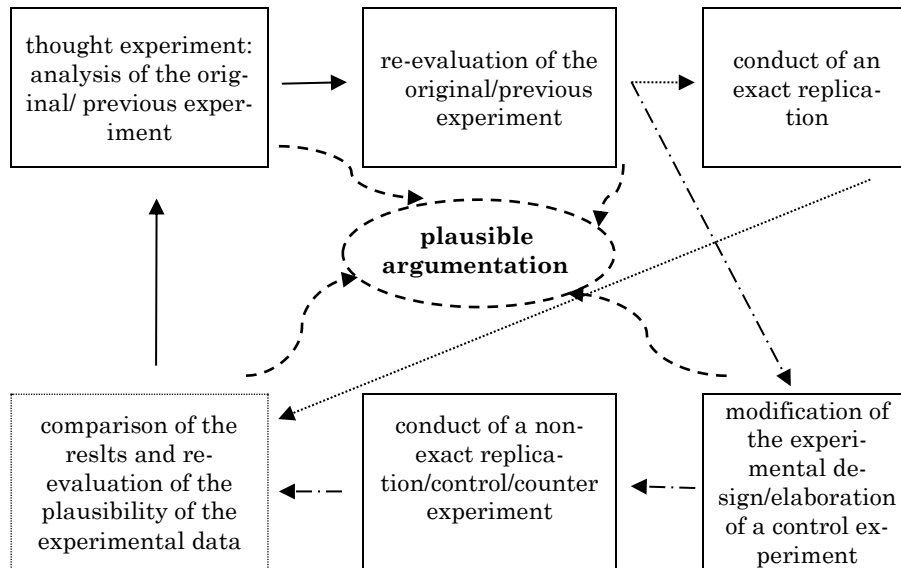 thought experiment:
analysis of the orig-
inal/ previous exper-
iment
re-evaluation of the
original/previous
experiment
conduct of an
exact replica-
tion
plausible
argumentation
comparison of the
reslts and re-
evaluation of the
plausibility of the
experimental data
conduct of a non-
exact replica-
tion/control/counter
experiment
modification of
the experi-
mental de-
sign/elaboration
of a control ex-
periment